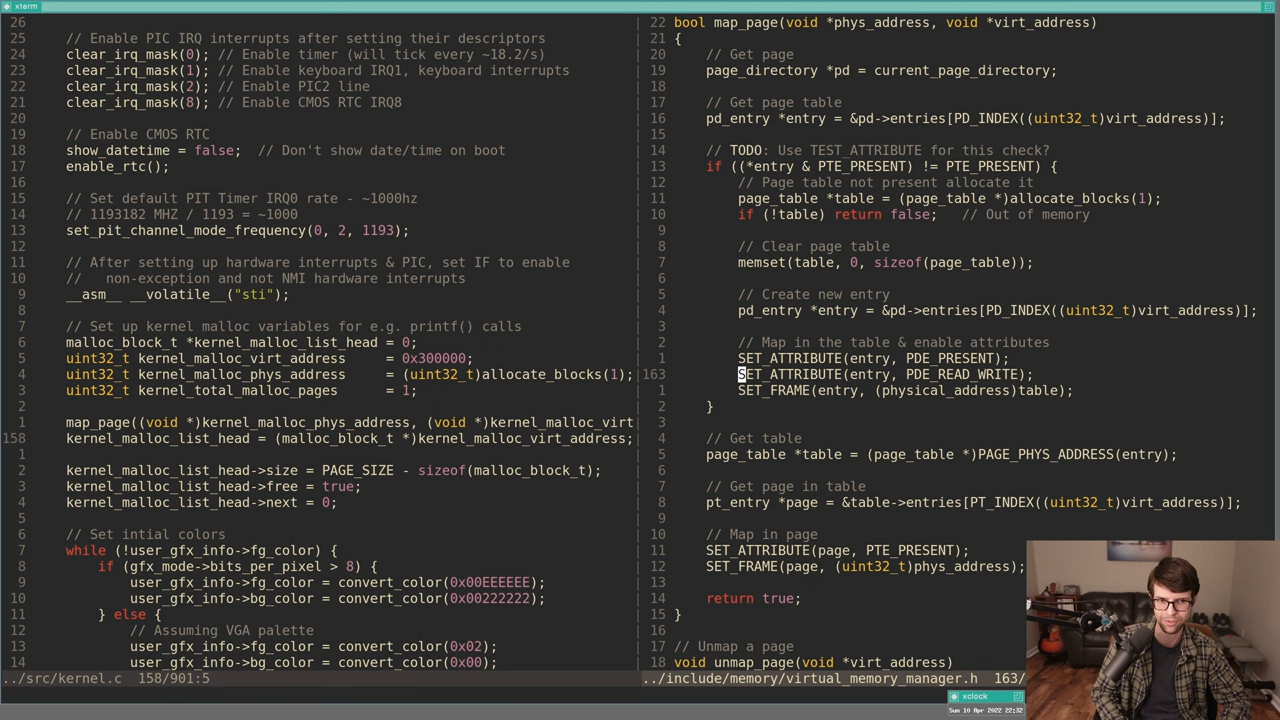 xterm
26
25 // Enable PIC IRQ interrupts after setting their descriptors
24 clear_irq_mask(0); // Enable timer (will tick every ~18.2/s)
23 clear_irq_mask(1); // Enable keyboard IRQ1, keyboard interrupts
22 clear_irq_mask(2); // Enable PIC2 line
21 clear_irq_mask(8); // Enable CMOS RTC IRQ8
20
19 // Enable CMOS RTC
18 show_datetime = false; // Don't show date/time on boot
17 enable_rtc();
16
15 // Set default PIT Timer IRQ0 rate - ~1000hz
14 // 1193182 MHZ / 1193 = ~1000
13 set_pit_channel_mode_frequency(0, 2, 1193);
12
11 // After setting up hardware interrupts & PIC, set IF to enable
10 // non-exception and not NMI hardware interrupts
9 __asm__ __volatile__("sti");
8
7 // Set up kernel malloc variables for e.g. printf() calls
6 malloc_block_t *kernel_malloc_list_head = 0;
5 uint32_t kernel_malloc_virt_address = 0x300000;
4 uint32_t kernel_malloc_phys_address = (uint32_t)allocate_blocks(1);
3 uint32_t kernel_total_malloc_pages = 1;
2
1 map_page((void *)kernel_malloc_phys_address, (void *)kernel_malloc_virt
158 kernel_malloc_list_head = (malloc_block_t *)kernel_malloc_virt_address;
1
2 kernel_malloc_list_head->size = PAGE_SIZE - sizeof(malloc_block_t);
3 kernel_malloc_list_head->free = true;
4 kernel_malloc_list_head->next = 0;
5
6 // Set intial colors
7 while (!user_gfx_info->fg_color) {
8 if (gfx_mode->bits_per_pixel > 8) {
9 user_gfx_info->fg_color = convert_color(0x00EEEEEE);
10 user_gfx_info->bg_color = convert_color(0x00222222);
11 } else {
12 // Assuming VGA palette
13 user_gfx_info->fg_color = convert_color(0x02);
14 user_gfx_info->bg_color = convert_color(0x00);
../src/kernel.c 158/901:5
22 bool map_page(void *phys_address, void *virt_address)
21 {
20 // Get page
19 page_directory *pd = current_page_directory;
18
17 // Get page table
16 pd_entry *entry = &pd->entries[PD_INDEX((uint32_t)virt_address)];
15
14 // TODO: Use TEST_ATTRIBUTE for this check?
13 if ((*entry & PTE_PRESENT) != PTE_PRESENT) {
12 // Page table not present allocate it
11 page_table *table = (page_table *)allocate_blocks(1);
10 if (!table) return false; // Out of memory
9
8 // Clear page table
7 memset(table, 0, sizeof(page_table));
6
5 // Create new entry
4 pd_entry *entry = &pd->entries[PD_INDEX((uint32_t)virt_address)];
3
2 // Map in the table & enable attributes
1 SET_ATTRIBUTE(entry, PDE_PRESENT);
163 SET_ATTRIBUTE(entry, PDE_READ_WRITE);
1 SET_FRAME(entry, (physical_address)table);
2 }
3
4 // Get table
5 page_table *table = (page_table *)PAGE_PHYS_ADDRESS(entry);
6
7 // Get page in table
8 pt_entry *page = &table->entries[PT_INDEX((uint32_t)virt_address)];
9
10 // Map in page
11 SET_ATTRIBUTE(page, PTE_PRESENT);
12 SET_FRAME(page, (uint32_t)phys_address);
13
14 return true;
15 }
16
17 // Unmap a page
18 void unmap_page(void *virt_address)
../include/memory/virtual_memory_manager.h 163/
xclock
Sun 10 Apr 2022 22:32